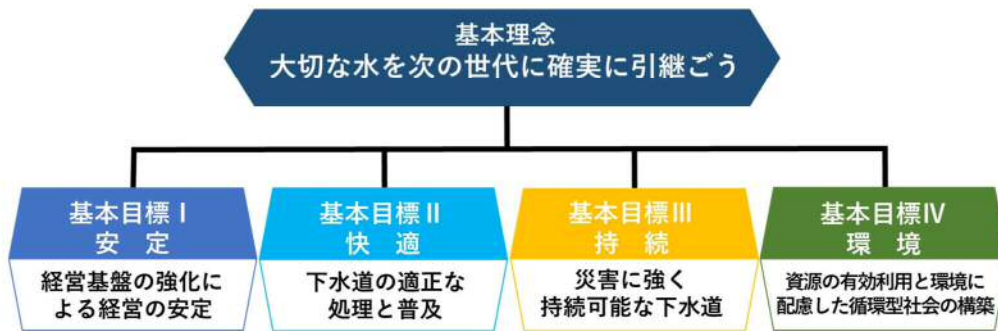 基本理念
大切な水を次の世代に確実に引継ごう
基本目標Ⅰ
安　定
経営基盤の強化に
よる経営の安定
基本目標Ⅱ
快　適
下水道の適正な
処理と普及
基本目標Ⅲ
持　続
災害に強く
持続可能な下水道
基本目標Ⅳ
環　境
資源の有効利用と環境に
配慮した循環型社会の構築